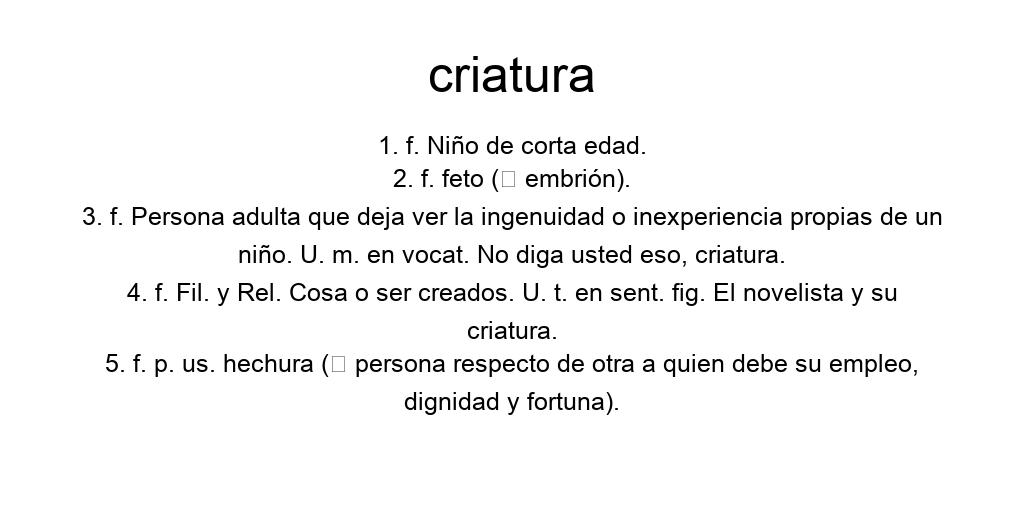 criatura
1. f. Niño de corta edad.
2. f. feto (□ embrión).
3. f. Persona adulta que deja ver la ingenuidad o inexperiencia propias de un
niño. U. m. en vocat. No diga usted eso, criatura.
4. f. Fil. y Rel. Cosa o ser creados. U. t. en sent. fig. El novelista y su
criatura.
5. f. p. us. hechura (□ persona respecto de otra a quien debe su empleo,
dignidad y fortuna).